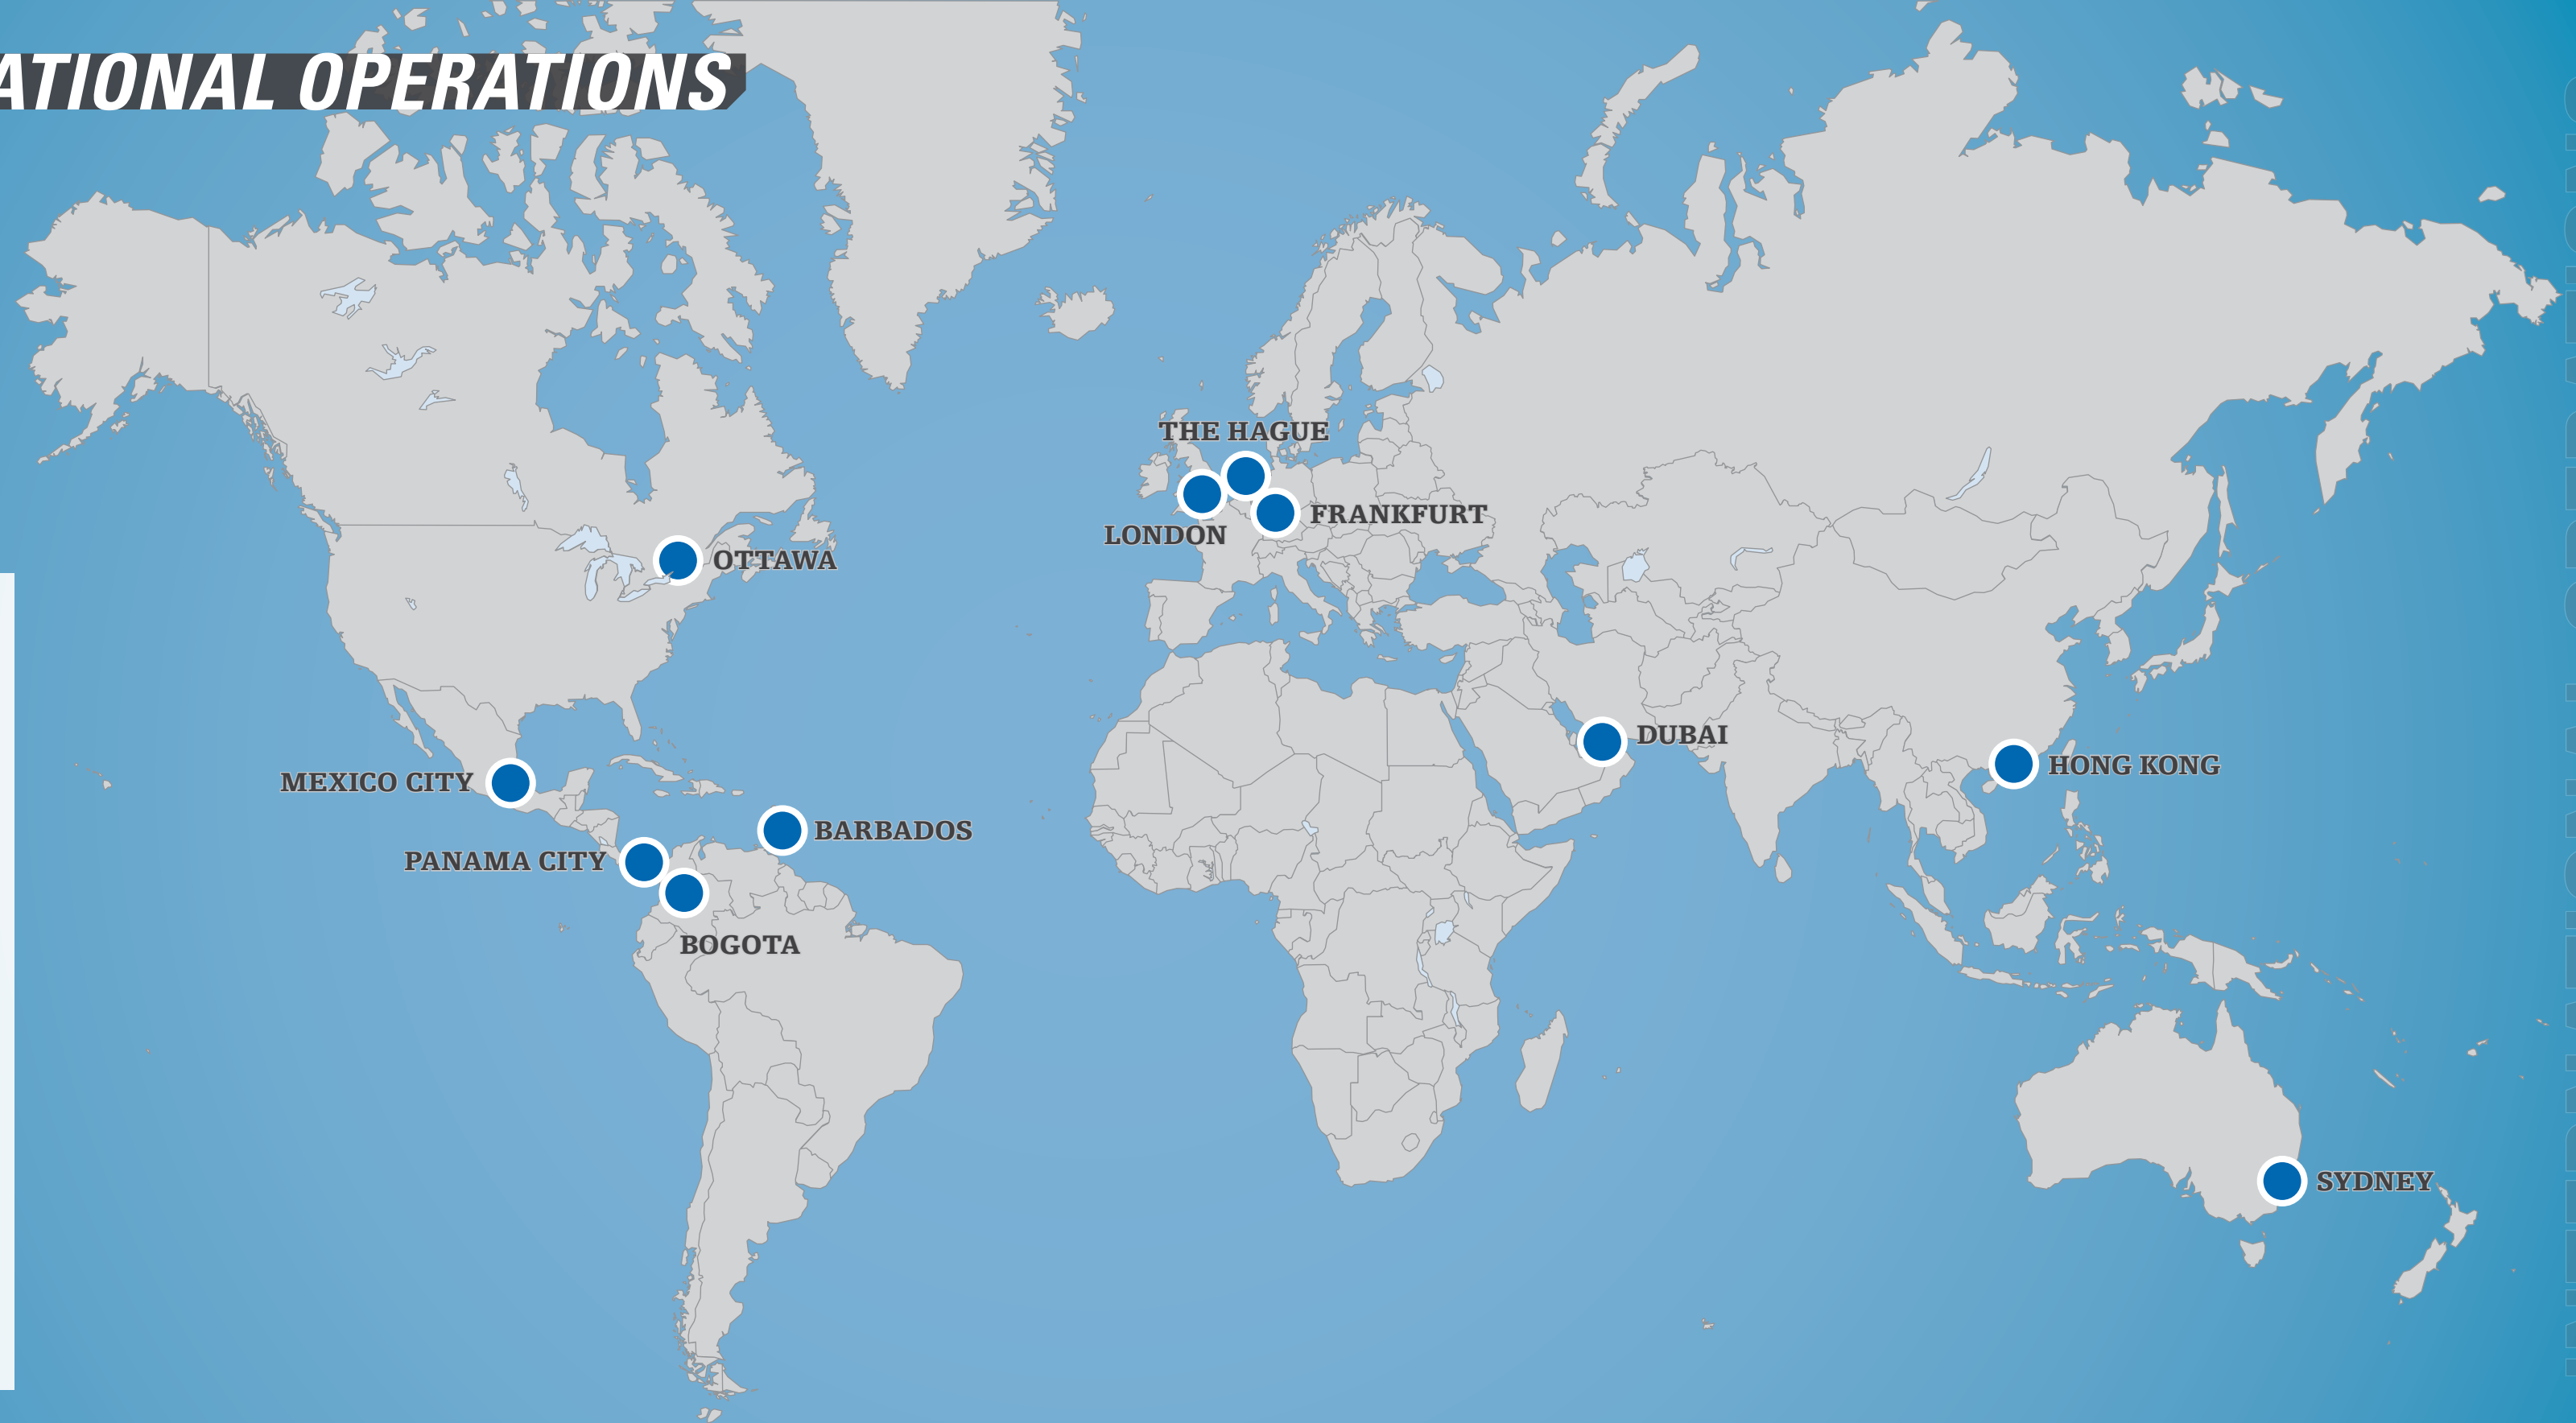 ATIONAL OPERATIONS
THE HAGUE
LONDON
FRANKFURT
OTTAWA
DUBAI
HONG KONG
MEXICO CITY
BARBADOS
PANAMA CITY
BOGOTA
SYDNEY